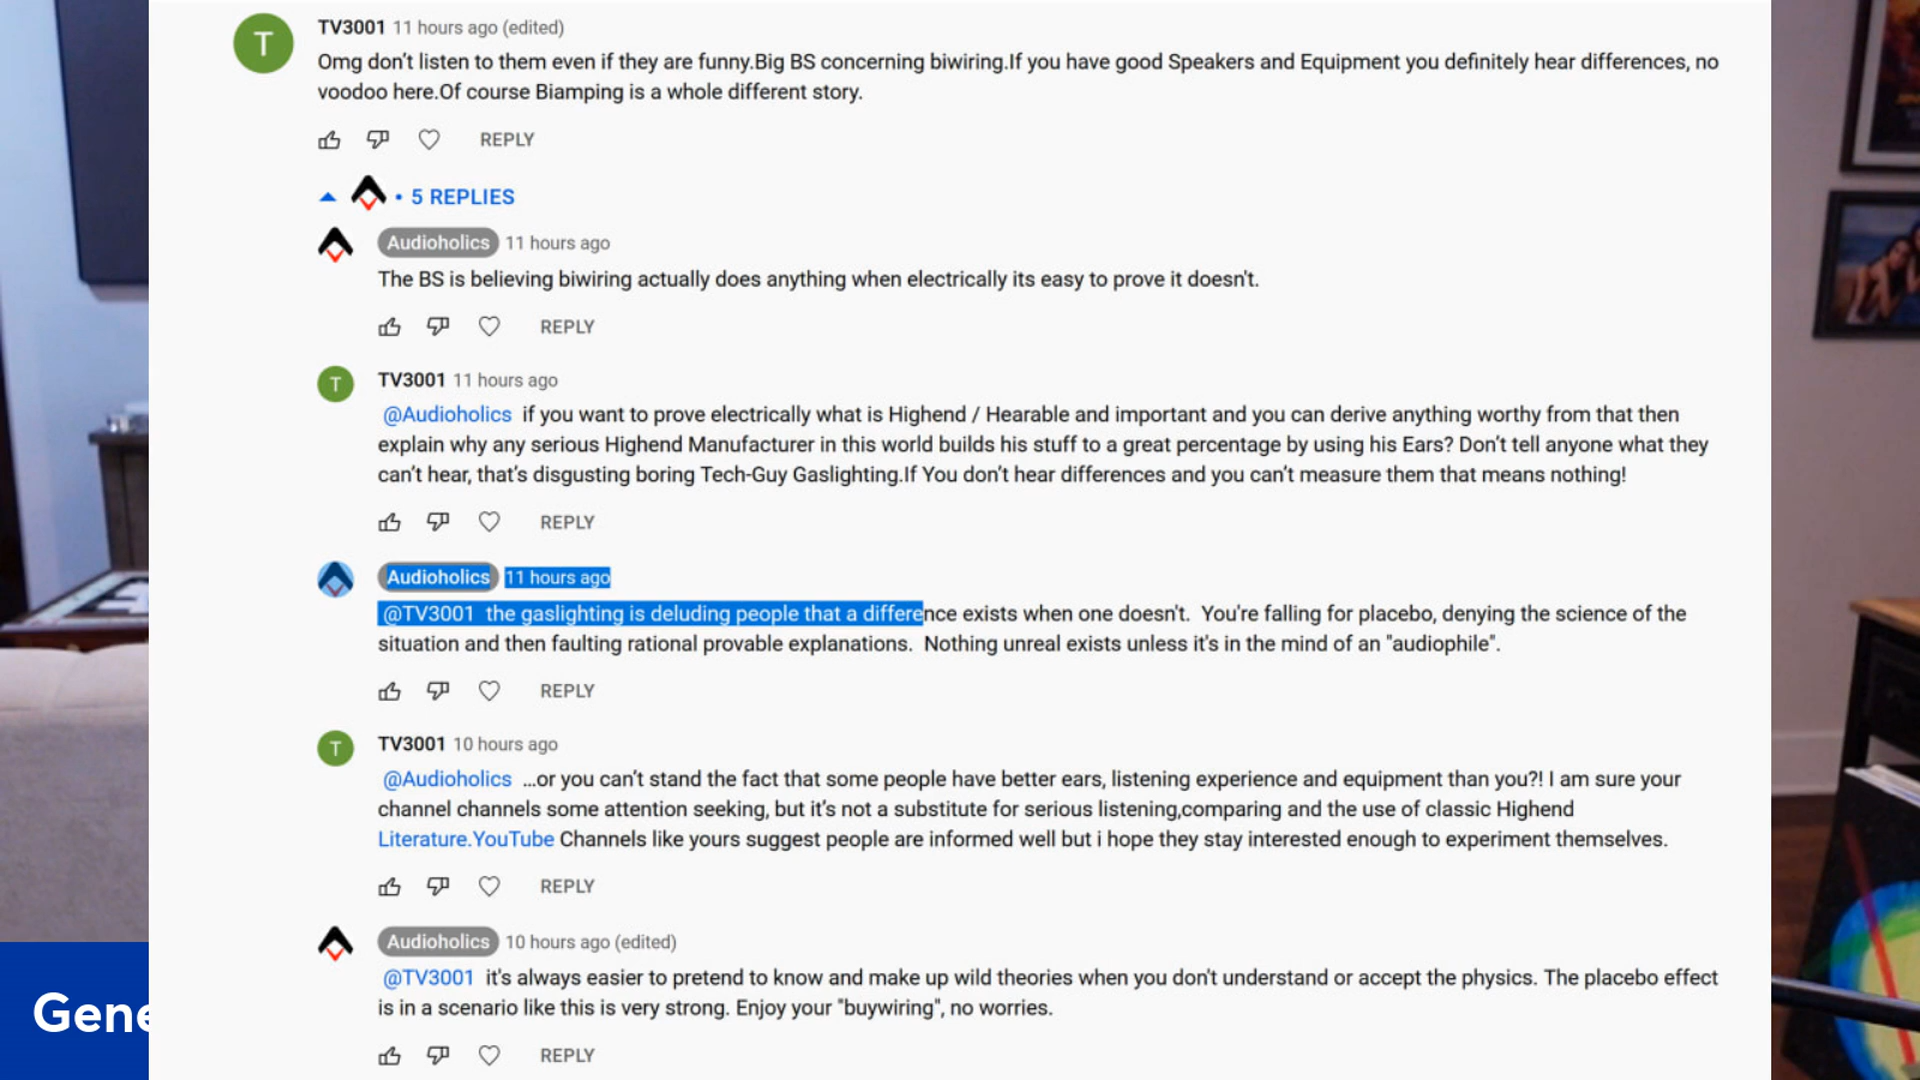 T
TV3001 11 hours ago (edited)
Omg don't listen to them even if they are funny.Big BS concerning biwiring.If you have good Speakers and Equipment you definitely hear differences, no
voodoo here.Of course Biamping is a whole different story.
REPLY
• 5 REPLIES
Audioholics 11 hours ago
The BS is believing biwiring actually does anything when electrically its easy to prove it doesn't.
REPLY
T
TV3001 11 hours ago
@Audioholics if you want to prove electrically what is Highend / Hearable and important and you can derive anything worthy from that then
explain why any serious Highend Manufacturer in this world builds his stuff to a great percentage by using his Ears? Don't tell anyone what they
can't hear, that's disgusting boring Tech-Guy Gaslighting.If You don't hear differences and you can't measure them that means nothing!
REPLY
Audioholics 11 hours ago
@TV3001 the gaslighting is deluding people that a difference exists when one doesn't. You're falling for placebo, denying the science of the
situation and then faulting rational provable explanations. Nothing unreal exists unless it's in the mind of an "audiophile".
REPLY
T
TV3001 10 hours ago
@Audioholics ...or you can't stand the fact that some people have better ears, listening experience and equipment than you?! I am sure your
channel channels some attention seeking, but it's not a substitute for serious listening,comparing and the use of classic Highend
Literature.YouTube Channels like yours suggest people are informed well but i hope they stay interested enough to experiment themselves.
REPLY
Audioholics 10 hours ago (edited)
@TV3001 it's always easier to pretend to know and make up wild theories when you don't understand or accept the physics. The placebo effect
is in a scenario like this is very strong. Enjoy your "buywiring", no worries.
Gene
REPLY